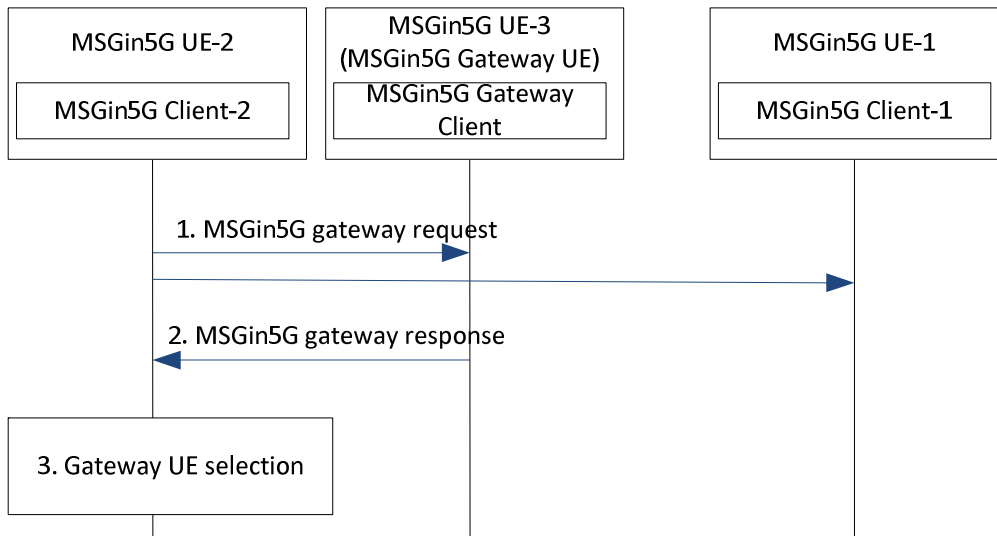 MSGin5G UE-2
MSGin5G Client-2
MSGin5G UE-3
(MSGin5G Gateway UE)
MSGin5G Gateway
Client
MSGin5G UE-1
MSGin5G Client-1
1. MSGin5G gateway request
2. MSGin5G gateway response
3. Gateway UE selection